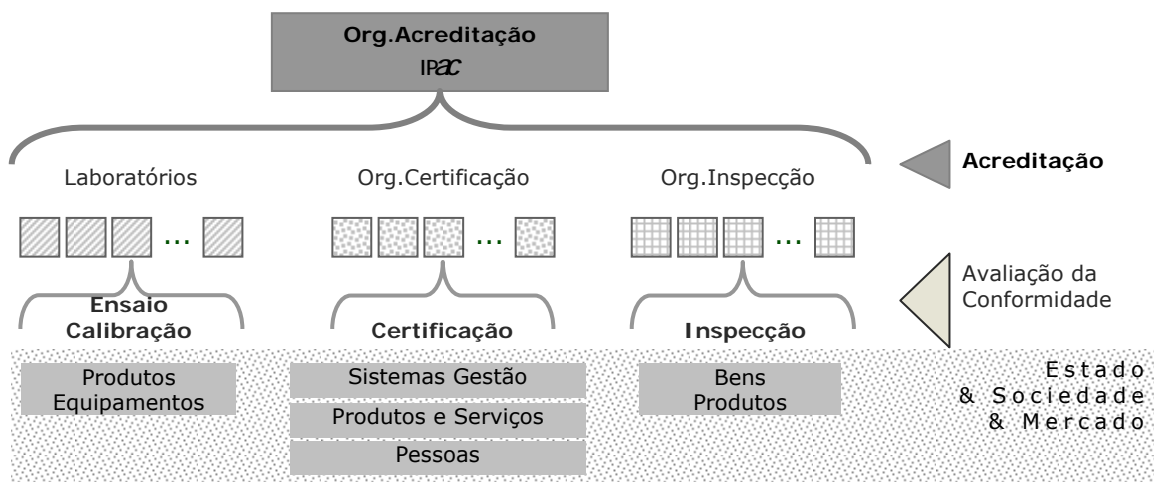 Org.Acreditação
IPac
Acreditação
Laboratórios
Org.Certificação
Org.Inspecção
...
...
...
Avaliação da
Conformidade
Ensaio
Calibração
Certificação
Inspecção
Produtos
Equipamentos
Sistemas Gestão
Produtos e Serviços
Pessoas
Bens
Produtos
Estado
& Sociedade
& Mercado